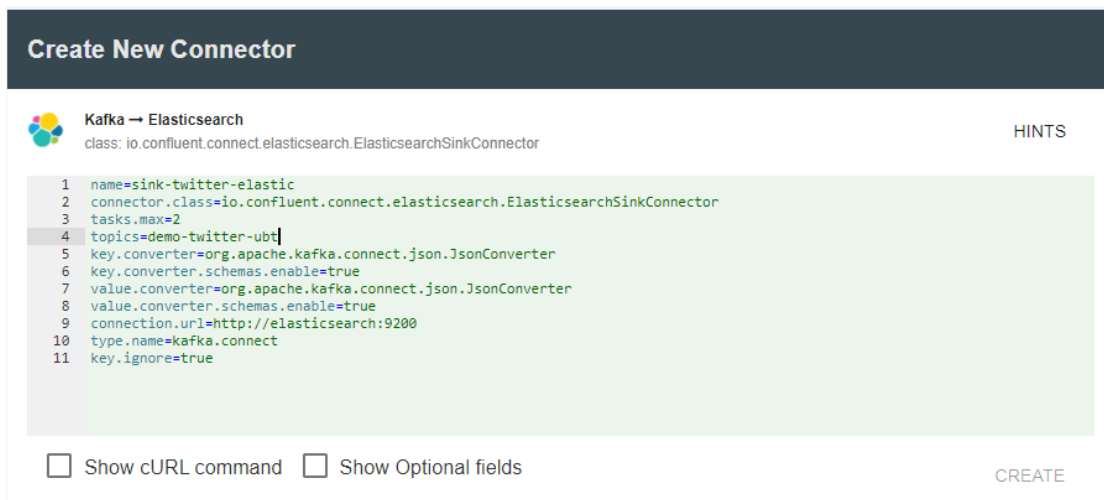 Create New Connector
Kafka → Elasticsearch
HINTS
class: io.confluent.connect.elasticsearch.ElasticsearchSinkConnector
1 name=sink-twitter-elastic
2 connector.class=io.confluent.connect.elasticsearch.ElasticsearchSinkConnector
3 tasks.max=2
4 topics=demo-twitter-ubt
5 key.converter=org.apache.kafka.connect.json.JsonConverter
6 key.converter.schemas.enable=true
7 value.converter=org.apache.kafka.connect.json.JsonConverter
8 value.converter.schemas.enable=true
9 connection.url=http://elasticsearch:9200
10 type.name=kafka.connect
11 key.ignore=true
Show cURL command Show Optional fields
CREATE